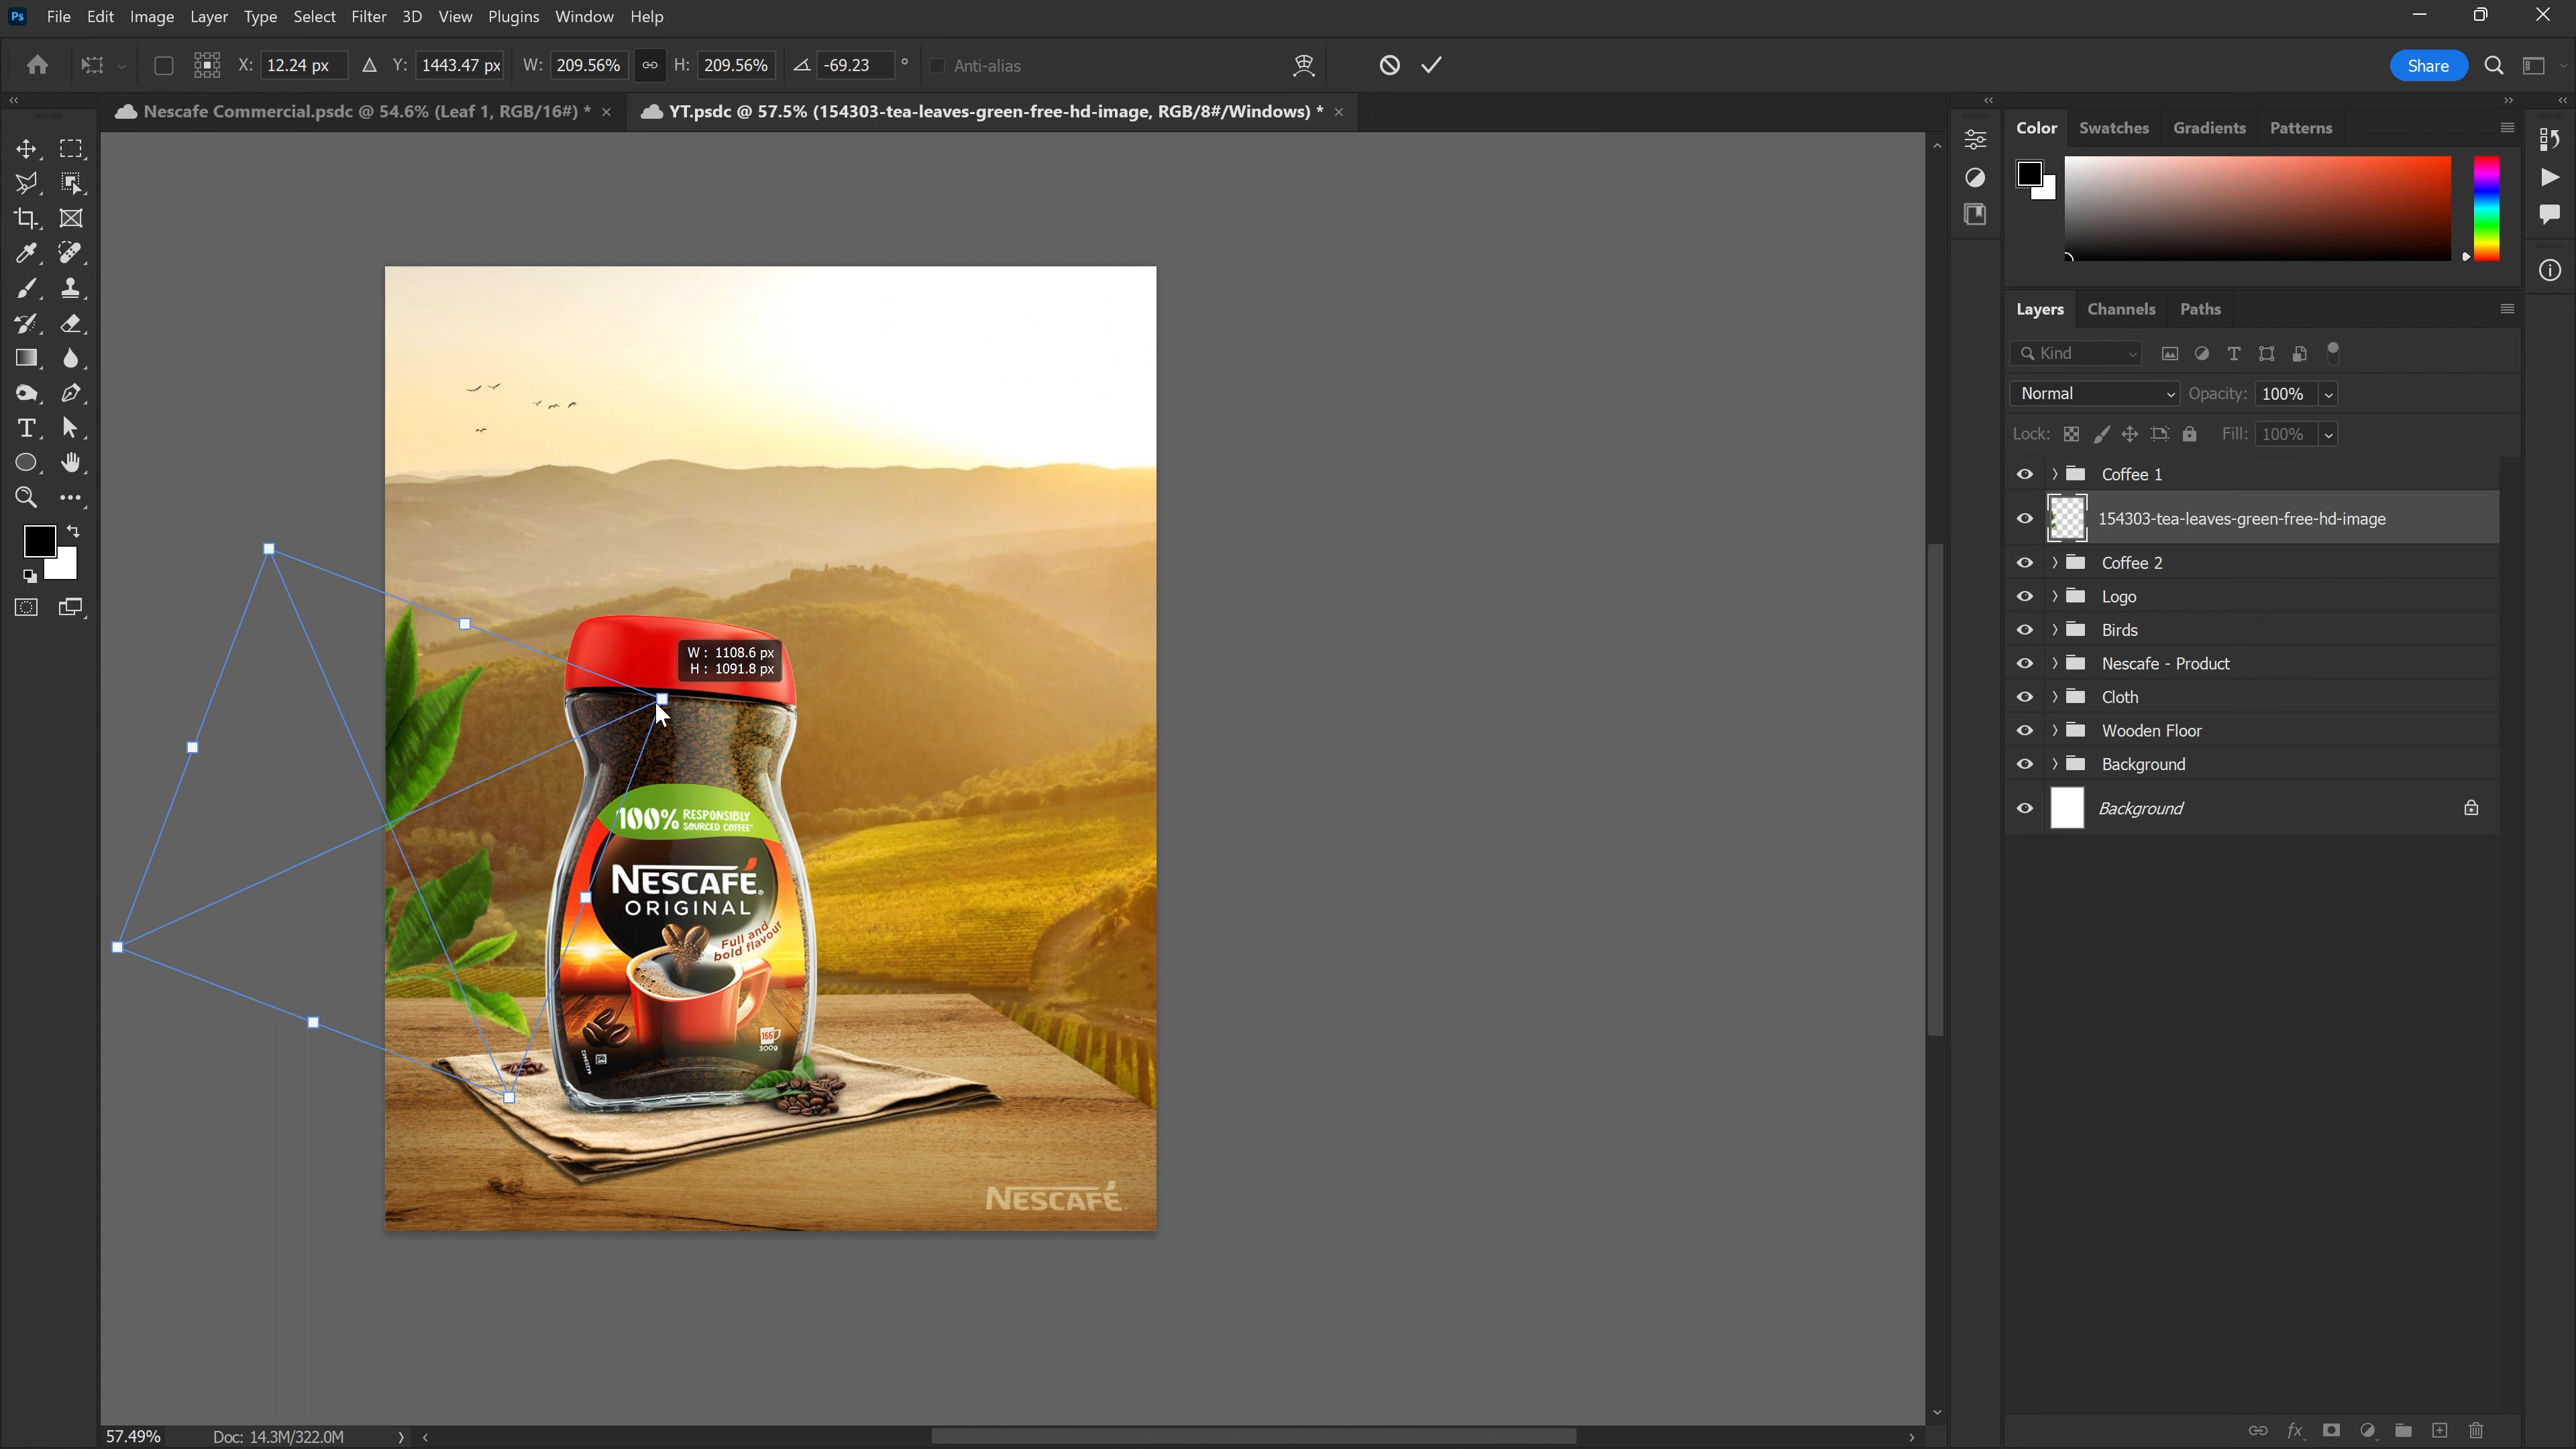 Ps File Edit Image Layer Type Select Filter 3D View Plugins Window Help
X: 12.24 px Y: 1443.47 px W: 209.56% H: 209.56% -69.23 ° Anti-alias Share
Nescafe Commercial.psdc @ 54.6% (Leaf 1, RGB/16#) * × YT.psdc @ 57.5% (154303-tea-leaves-green-free-hd-image, RGB/8#/Windows) * ×
Color Swatches Gradients Patterns
Layers Channels Paths
Kind
Normal Opacity: 100%
Lock: Fill: 100%
Coffee 1
154303-tea-leaves-green-free-hd-image
Coffee 2
Logo
Birds
Nescafe - Product
Cloth
Wooden Floor
Background
Background
W : 1108.6 px
H : 1091.8 px
100% RESPONSIBLY
SOURCED COFFEE*
NESCAFÉ
ORIGINAL
Full and
bold flavour
166
300g
NESCAFÉ
57.49% Doc: 14.3M/322.0M